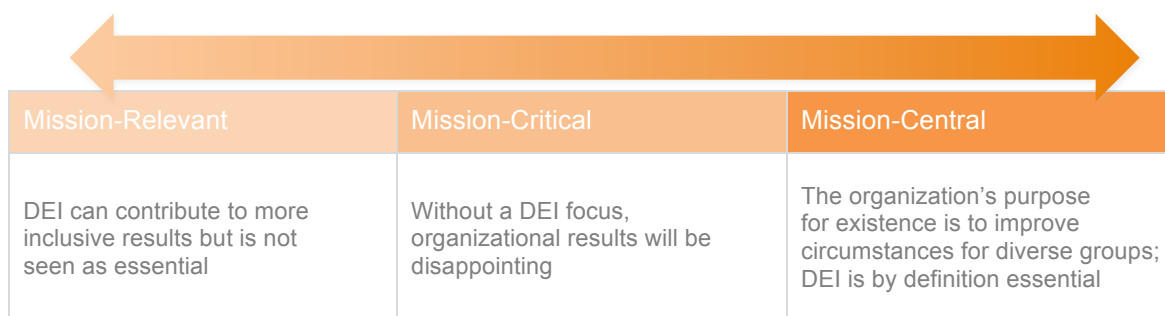 Mission-Relevant
Mission-Critical
Mission-Central
DEI can contribute to more
inclusive results but is not
seen as essential
Without a DEI focus,
organizational results will be
disappointing
The organization’s purpose
for existence is to improve
circumstances for diverse groups;
DEI is by definition essential